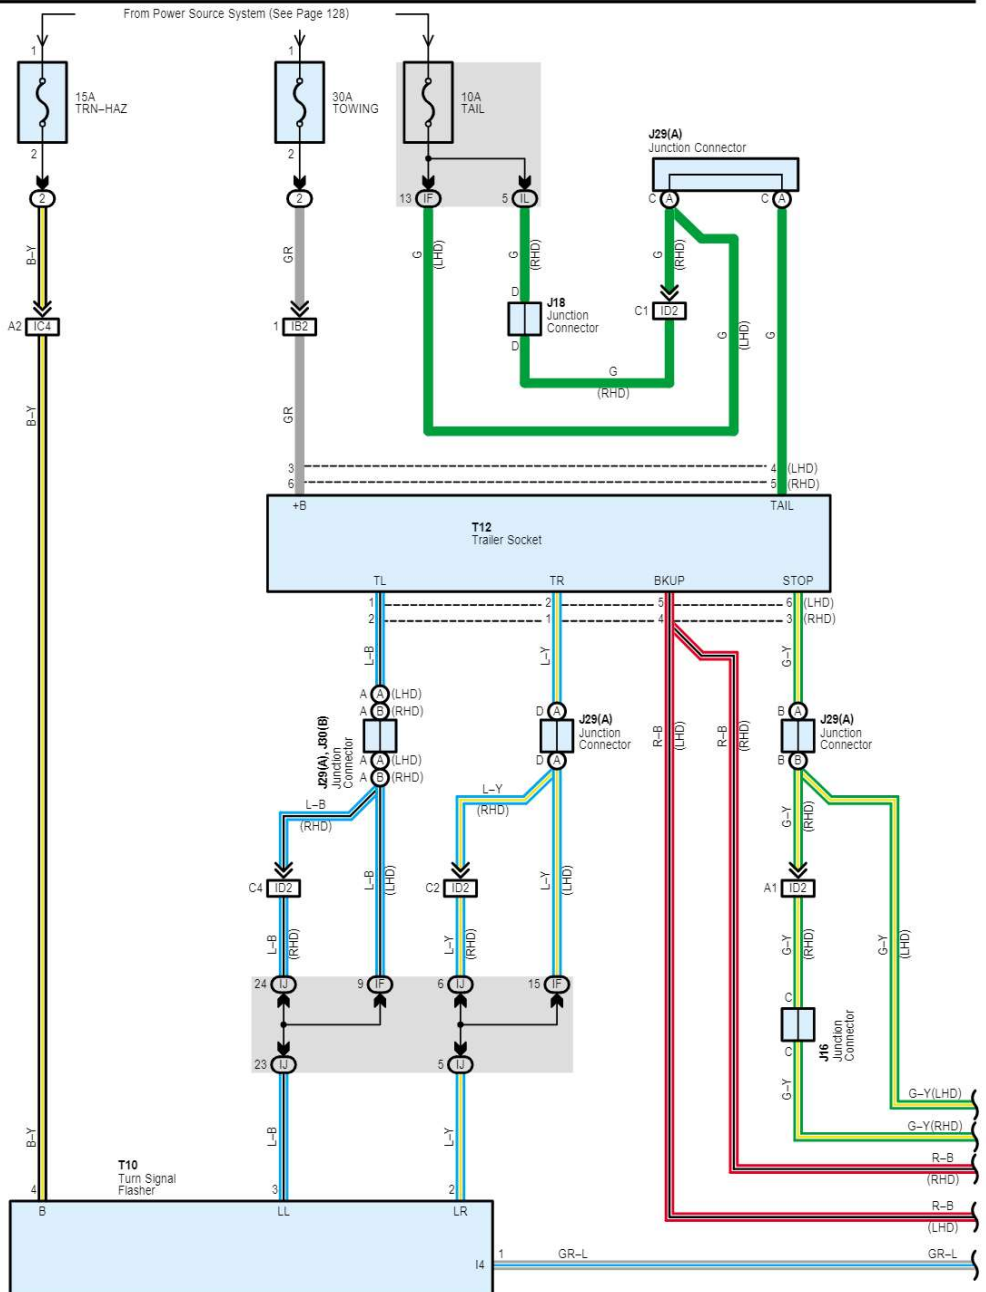 From Power Source System (See Page 128)
1
1
15A
TRN–HAZ
30A
TOWING
10A
TAIL
J29(A)
Junction Connector
2
2
2
2
13 IF
5 IL
C A
C A
B–Y
GR
G
(LHD)
G
(RHD)
G
(RHD)
G
(LHD)
G
D
J18
Junction
Connector
D
C1 ID2
A2 IC4
1 IB2
G
(RHD)
B–Y
GR
3
4 (LHD)
6
5 (RHD)
+B
TAIL
T12
Trailer Socket
TL
TR
BKUP
STOP
1
2
5
6 (LHD)
2
1
4
3 (RHD)
L–B
L–Y
G–Y
A A (LHD)
A B (RHD)
D A
B A
J29(A), J30(B)
Junction
Connector
J29(A)
Junction
Connector
R–B
(LHD)
R–B
(RHD)
J29(A)
Junction
Connector
A A (LHD)
A B (RHD)
D A
B B
L–B
(RHD)
L–Y
(RHD)
G–Y
(RHD)
C4 ID2
L–B
(LHD)
C2 ID2
L–Y
(LHD)
A1 ID2
L–B
(RHD)
L–Y
(RHD)
G–Y
(RHD)
G–Y
(LHD)
24 IJ
9 IF
6 IJ
15 IF
C
J16
Junction
Connector
C
23 IJ
5 IJ
G–Y
G–Y(LHD)
G–Y(RHD)
B–Y
L–B
L–Y
R–B
(RHD)
T10
Turn Signal
Flasher
4
3
2
B
LL
LR
R–B
(LHD)
I4
1
GR–L
GR–L